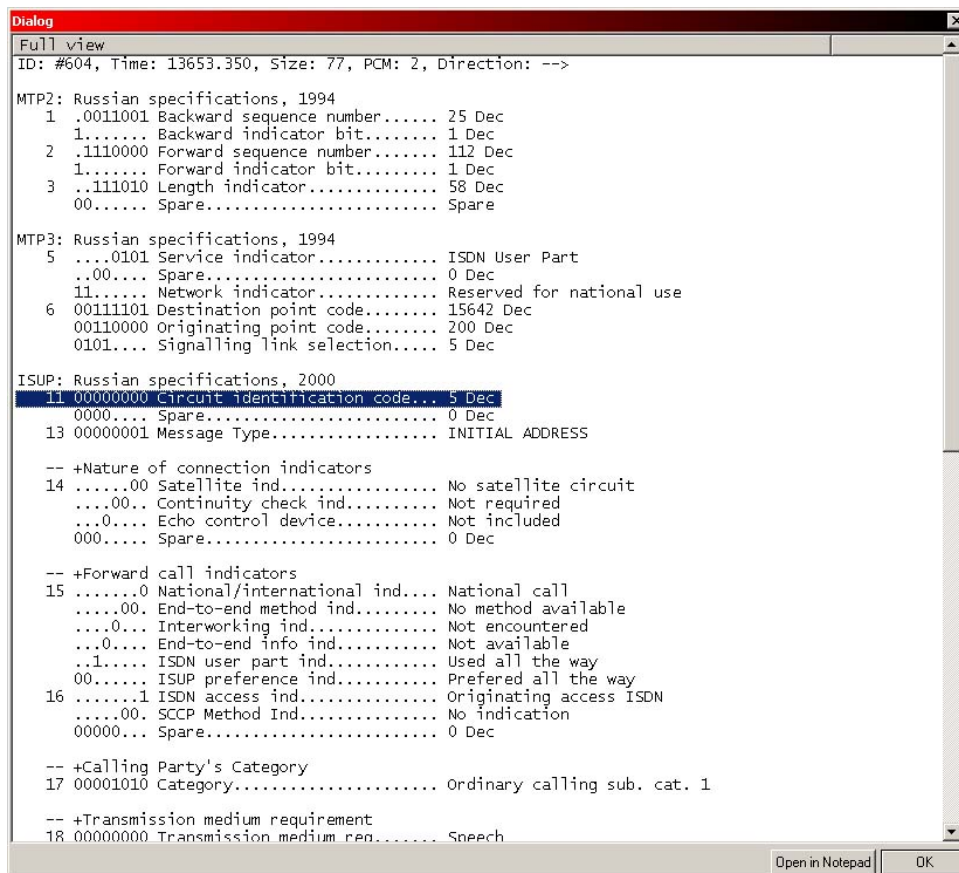 Dialog
Full view
ID: #604, Time: 13653.350, Size: 77, PCM: 2, Direction: -->
MTP2: Russian specifications, 1994
1 .0011001 Backward sequence number...... 25 Dec
1....... Backward indicator bit........ 1 Dec
2 .1110000 Forward sequence number....... 112 Dec
1....... Forward indicator bit......... 1 Dec
3 ..111010 Length indicator.............. 58 Dec
00...... Spare......................... Spare
MTP3: Russian specifications, 1994
5 ....0101 Service indicator............. ISDN User Part
..00.... Spare......................... 0 Dec
11...... Network indicator............. Reserved for national use
6 00111101 Destination point code........ 15642 Dec
00110000 Originating point code........ 200 Dec
0101.... Signalling link selection..... 5 Dec
ISUP: Russian specifications, 2000
11 00000000 Circuit identification code... 5 Dec
0000.... Spare......................... 0 Dec
13 00000001 Message Type.................. INITIAL ADDRESS
-- +Nature of connection indicators
14 ......00 Satellite ind................. No satellite circuit
....00.. Continuity check ind.......... Not required
...0.... Echo control device........... Not included
000..... Spare......................... 0 Dec
-- +Forward call indicators
15 .......0 National/international ind.... National call
.....00. End-to-end method ind......... No method available
....0... Interworking ind.............. Not encountered
...0.... End-to-end info ind........... Not available
..1..... ISDN user part ind............ Used all the way
00...... ISUP preference ind........... Prefered all the way
16 .......1 ISDN access ind............... Originating access ISDN
.....00. SCCP Method Ind............... No indication
00000... Spare......................... 0 Dec
-- +Calling Party's Category
17 00001010 Category...................... Ordinary calling sub. cat. 1
-- +Transmission medium requirement
18 00000000 Transmission medium req....... Speech
Open in Notepad
OK